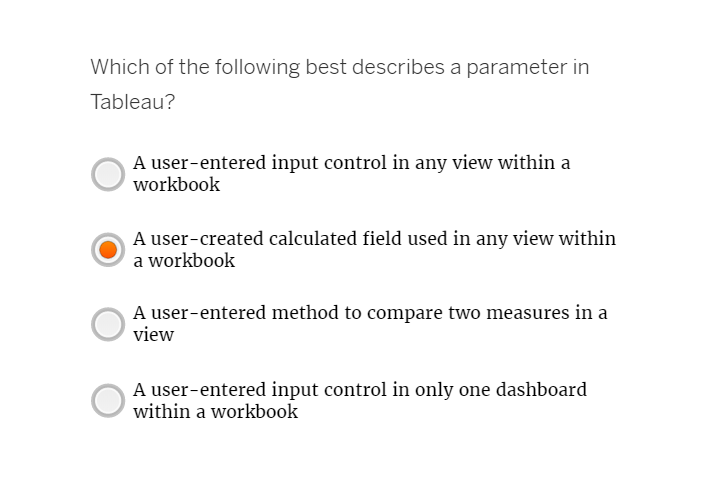 Which of the following best describes a parameter in
Tableau?
A user-entered input control in any view within a
workbook
A user-created calculated field used in any view within
a workbook
A user-entered method to compare two measures in a
view
A user-entered input control in only one dashboard
within a workbook